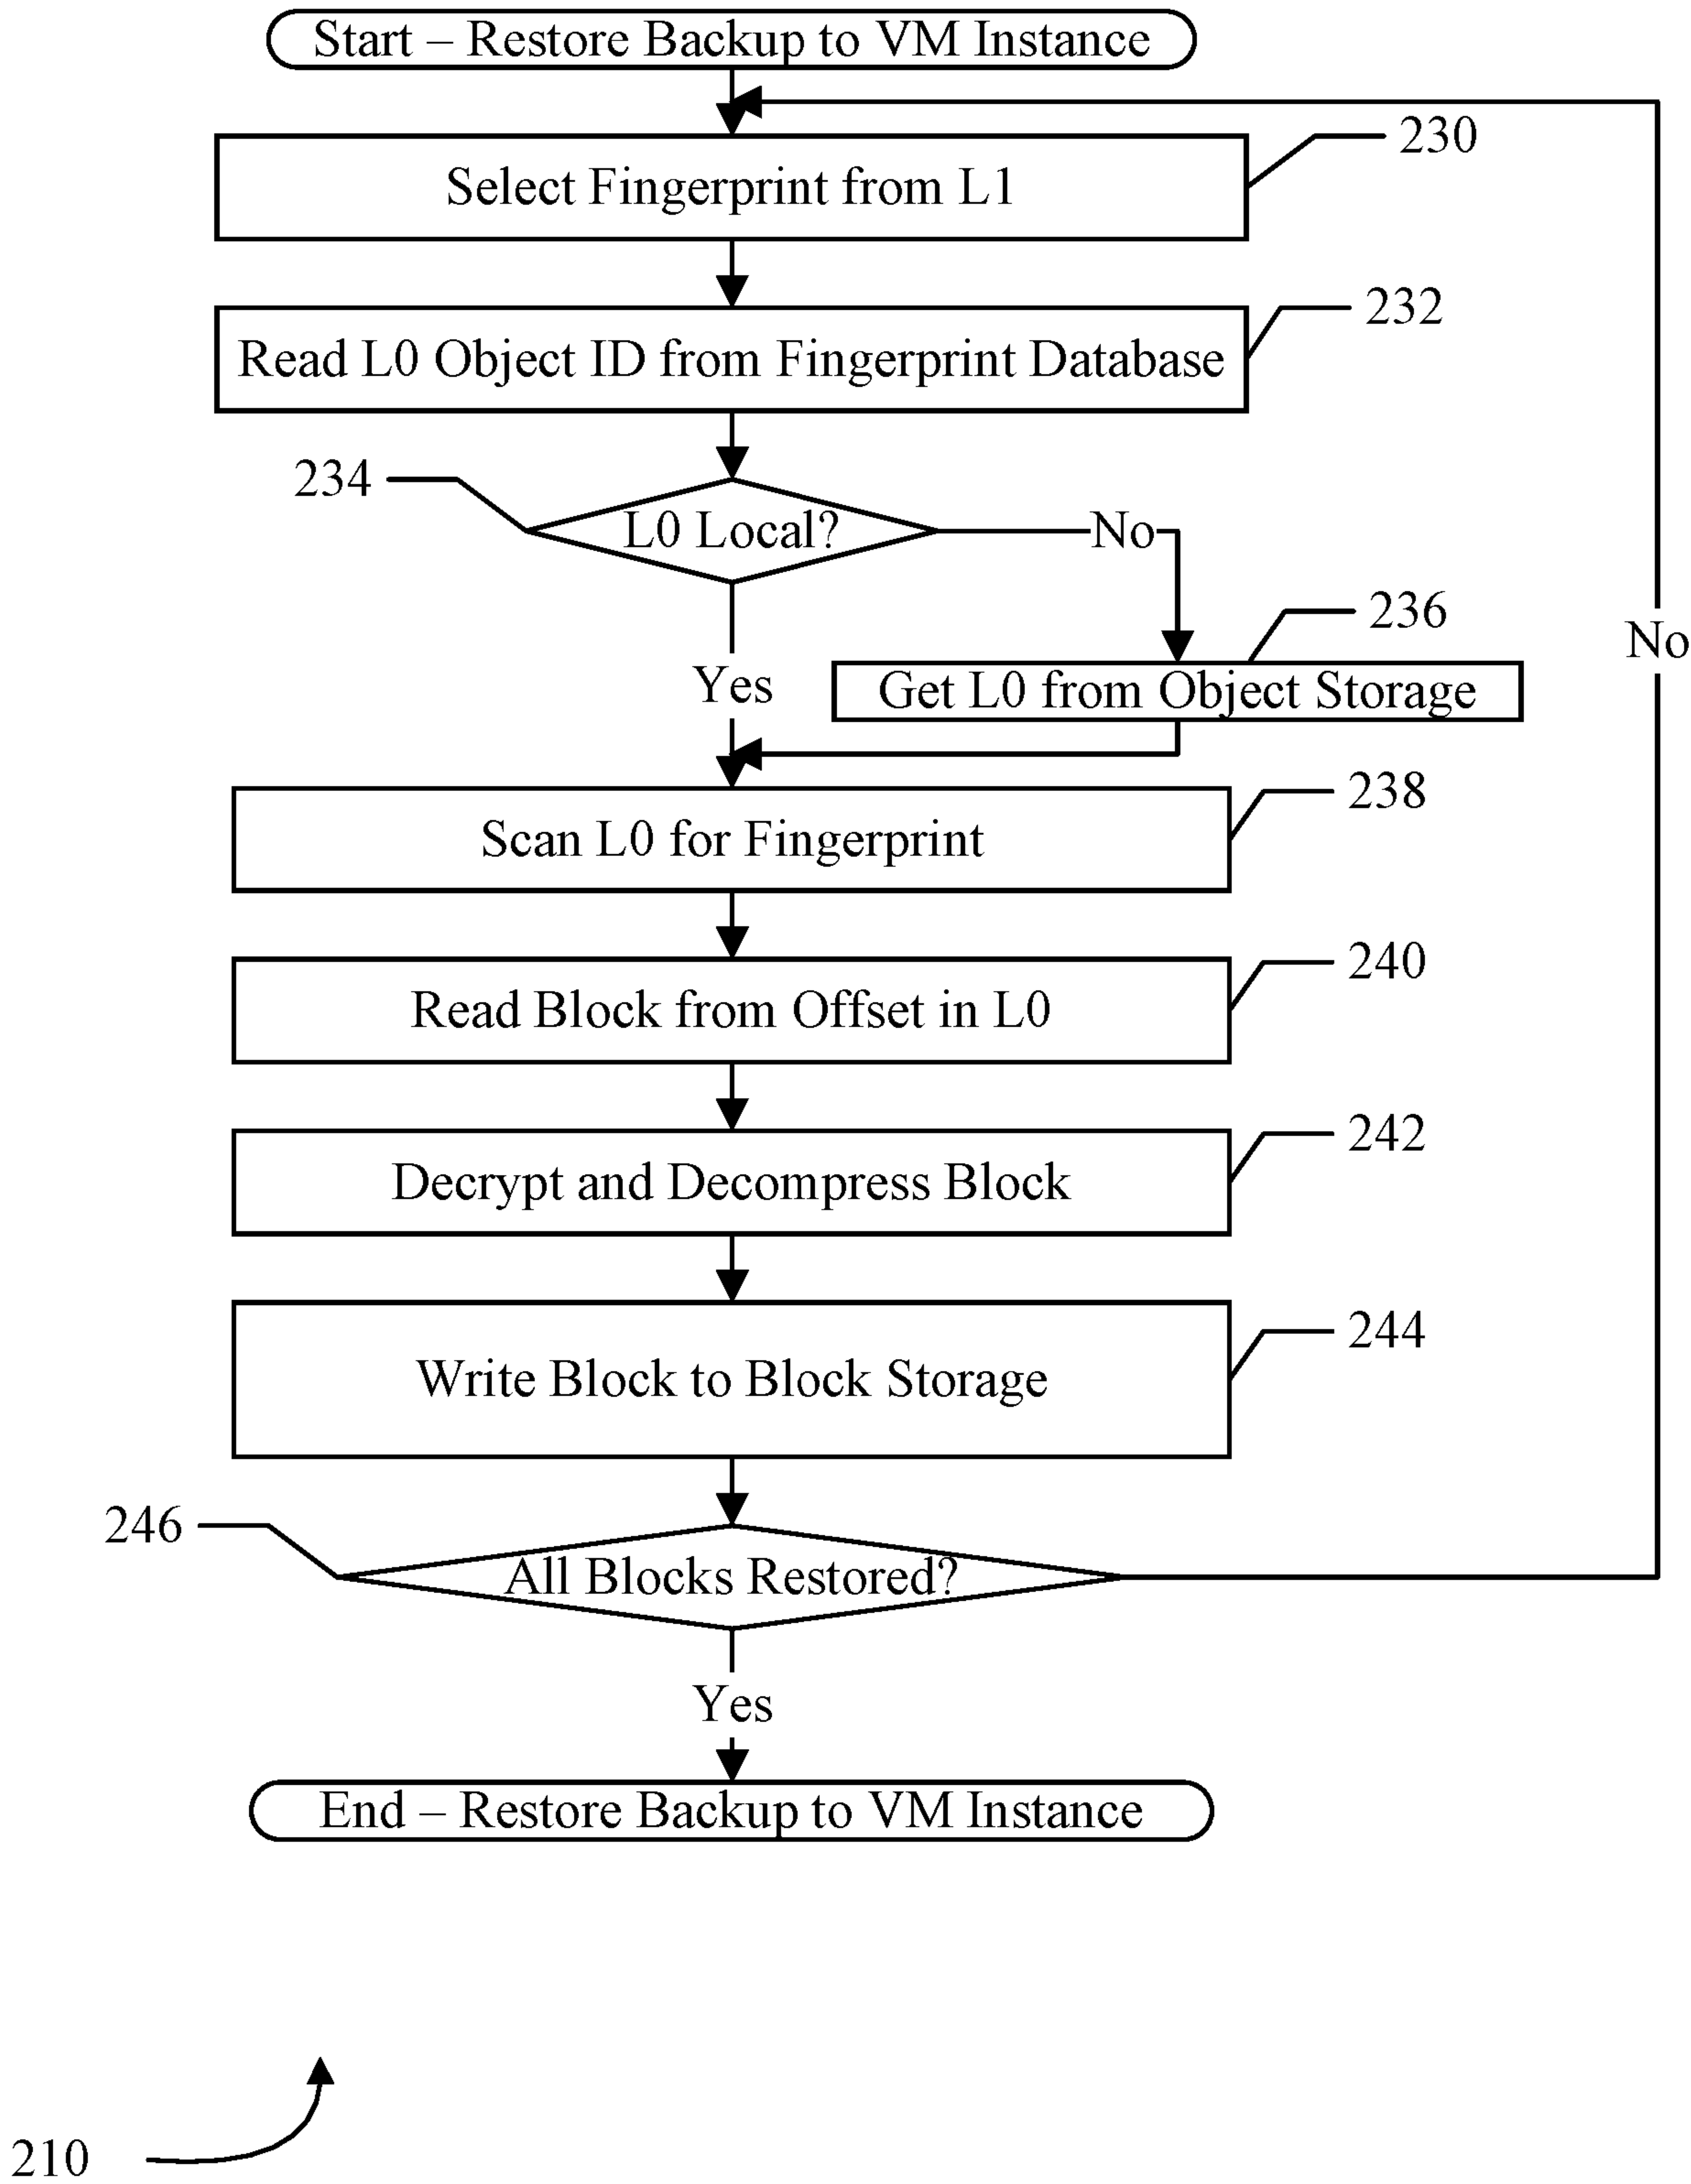 Start – Restore Backup to VM Instance
230
Select Fingerprint from L1
232
Read L0 Object ID from Fingerprint Database
234
L0 Local?
No
236
No
Yes
Get L0 from Object Storage
238
Scan L0 for Fingerprint
240
Read Block from Offset in L0
242
Decrypt and Decompress Block
244
Write Block to Block Storage
246
All Blocks Restored?
Yes
End – Restore Backup to VM Instance
210